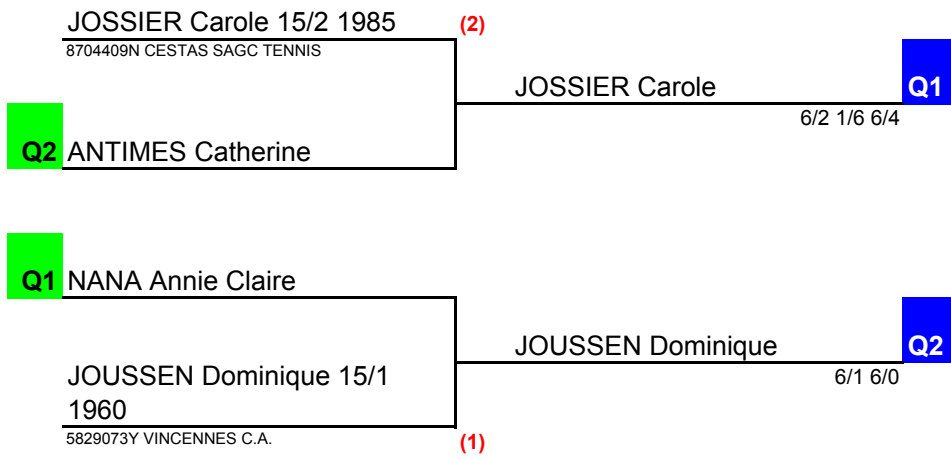 JOSSIER Carole 15/2 1985
(2)
8704409N CESTAS SAGC TENNIS
JOSSIER Carole
Q1
6/2 1/6 6/4
Q2 ANTIMES Catherine
Q1 NANA Annie Claire
JOUSSEN Dominique
Q2
6/1 6/0
JOUSSEN Dominique 15/1
1960
5829073Y VINCENNES C.A.
(1)